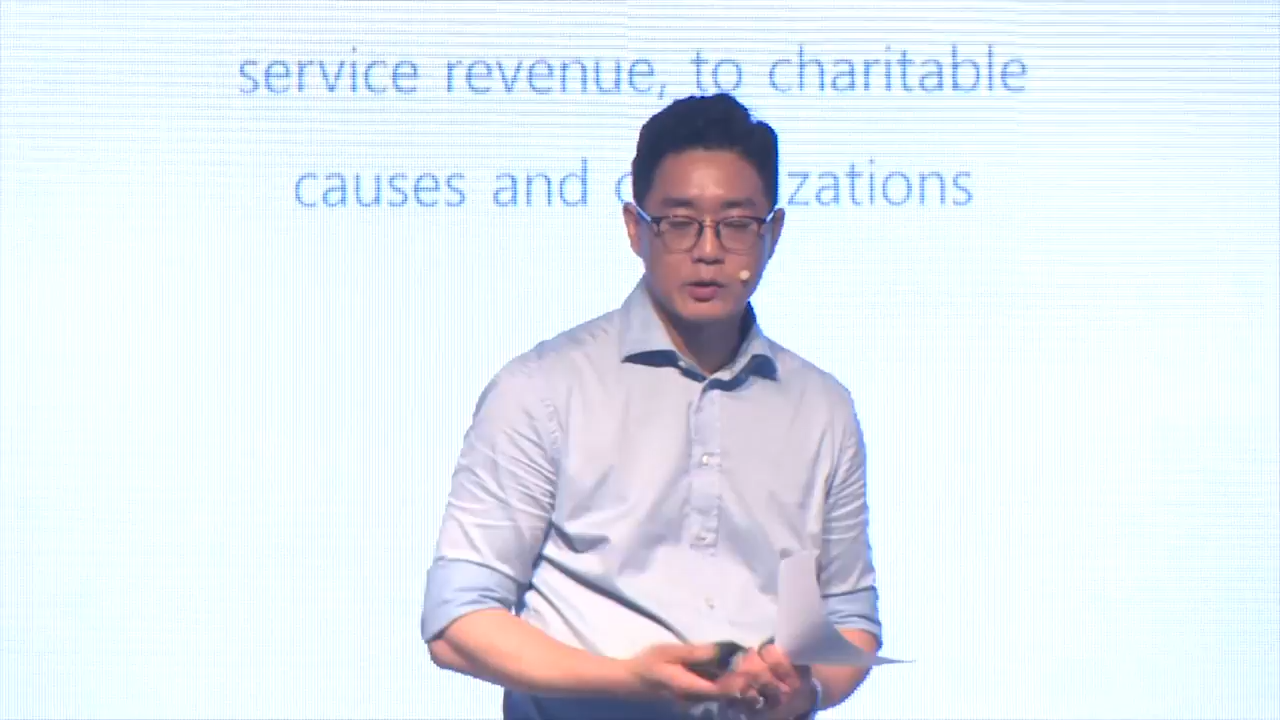 service revenue, to charitable
causes and